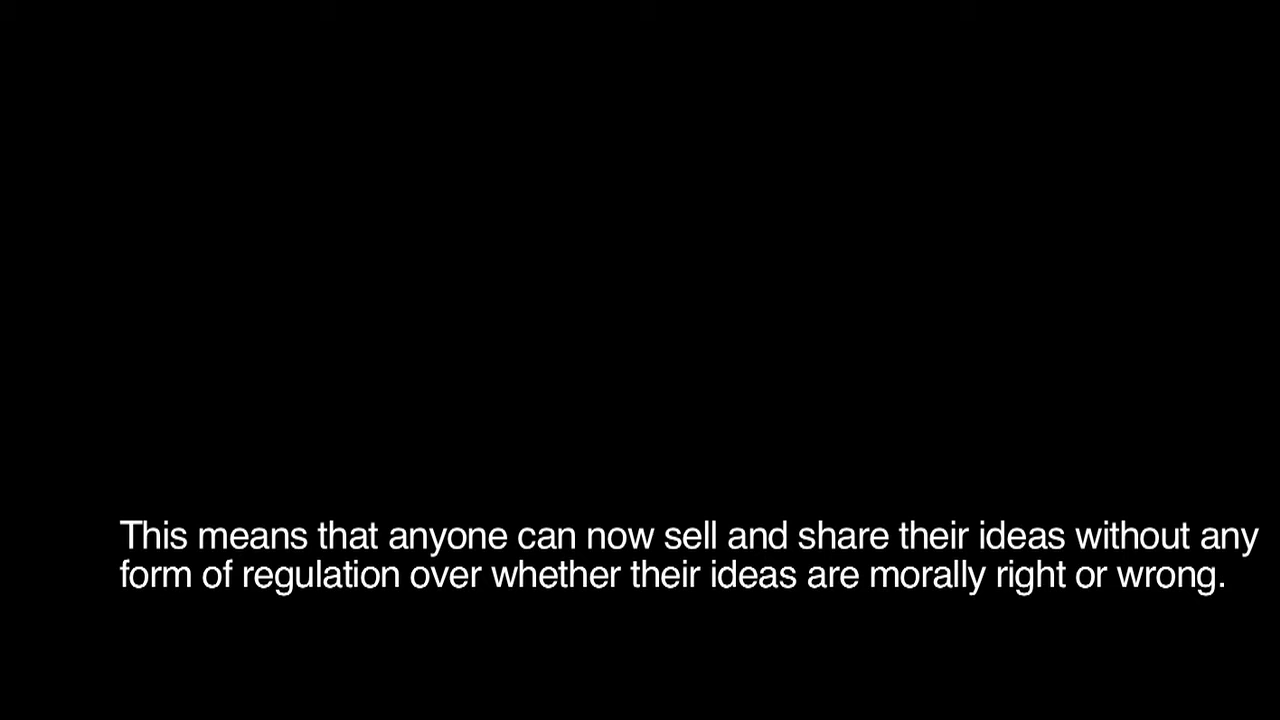 This means that anyone can now sell and share their ideas without any
form of regulation over whether their ideas are morally right or wrong.